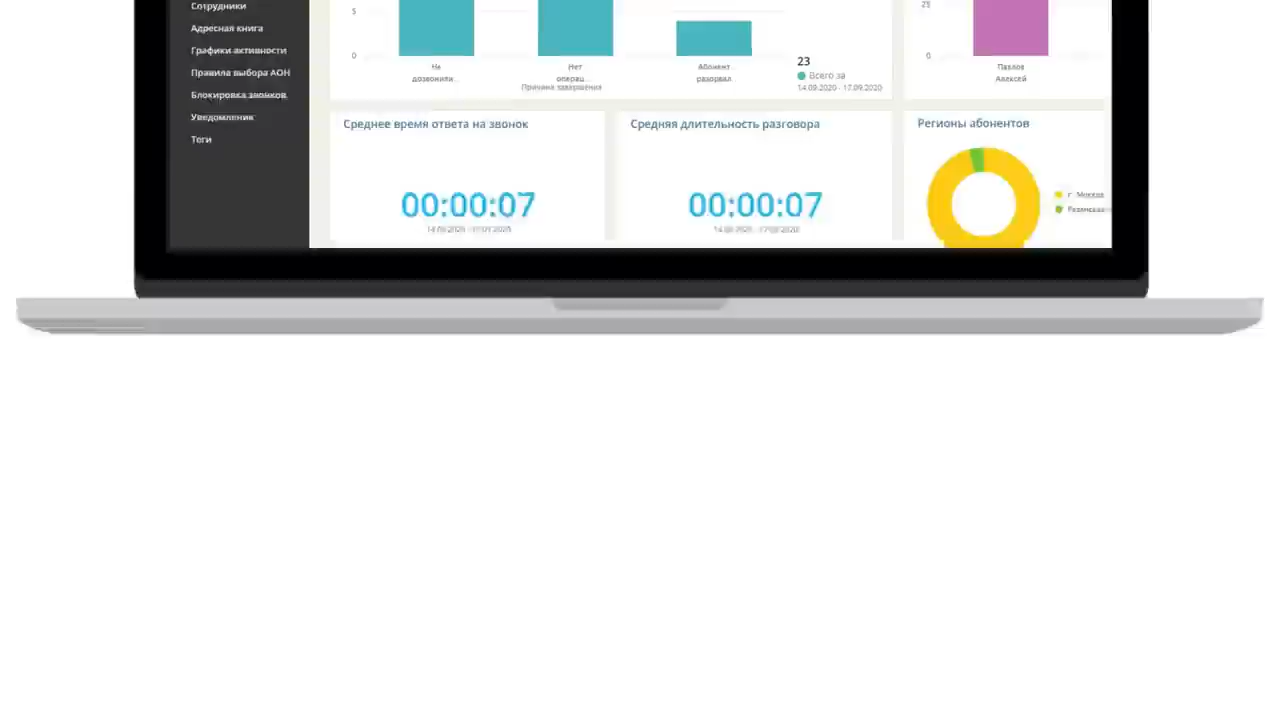 Сотрудники
Адресная книга
Графики активности
Правила выбора АОН
Блокировка звонков
Уведомления
Теги
5
0
Не
дозвонили...
Нет
операц...
Абонент
разорвал
Причина завершения
23
Всего за
14.09.2020 - 17.09.2020
25
0
Павлов
Алексей
Среднее время ответа на звонок
00:00:07
Средняя длительность разговора
00:00:07
Регионы абонентов
г. Москва